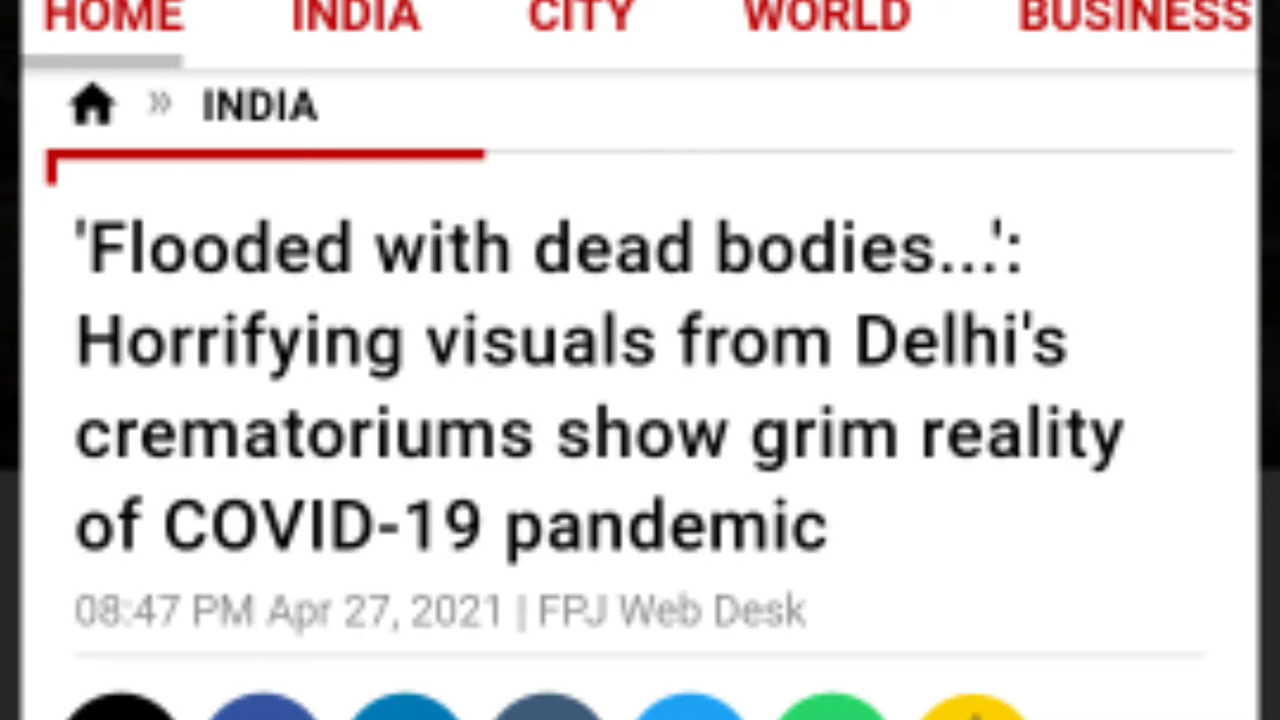 HOME INDIA CITY WORLD BUSINESS
» INDIA
'Flooded with dead bodies...':
Horrifying visuals from Delhi's
crematoriums show grim reality
of COVID-19 pandemic
08:47 PM Apr 27, 2021 | FPJ Web Desk